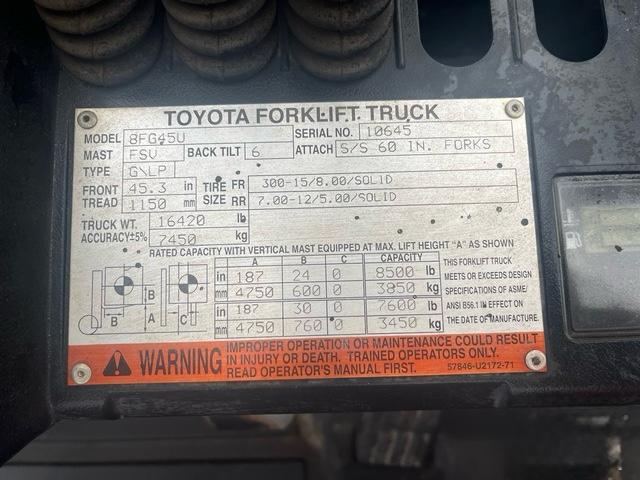 TOYOTA FORKLIFT TRUCK
MODEL 8FG45U SERIAL NO. 10645
MAST FSV BACK TILT 6 ATTACH S/S 60 IN. FORKS
TYPE G\LP
FRONT TREAD 45.3 in 1150 mm
TIRE SIZE FR 300-15/8.00/SOLID
RR 7.00-12/5.00/SOLID
TRUCK WT. 16420 lb
ACCURACY±5% 7450 kg
RATED CAPACITY WITH VERTICAL MAST EQUIPPED AT MAX. LIFT HEIGHT "A" AS SHOWN
A B C CAPACITY
in 187 24 0 8500 lb
mm 4750 600 0 3850 kg
in 187 30 0 7600 lb
mm 4750 760 0 3450 kg
B B A C
THIS FORKLIFT TRUCK
MEETS OR EXCEEDS DESIGN
SPECIFICATIONS OF ASME/
ANSI B56.1 IN EFFECT ON
THE DATE OF MANUFACTURE.
WARNING
IMPROPER OPERATION OR MAINTENANCE COULD RESULT
IN INJURY OR DEATH. TRAINED OPERATORS ONLY.
READ OPERATOR'S MANUAL FIRST.
57846-U2172-71